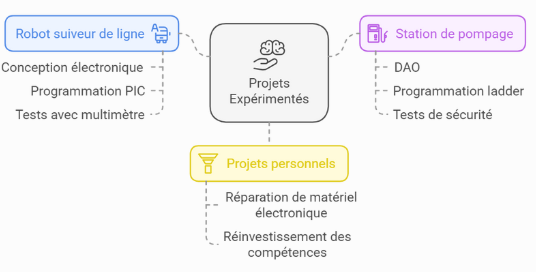 Robot suiveur de ligne
Conception électronique
Programmation PIC
Tests avec multimètre
Projets
Expérimentés
Station de pompage
DAO
Programmation ladder
Tests de sécurité
Projets personnels
Réparation de matériel
électronique
Réinvestissement des
compétences